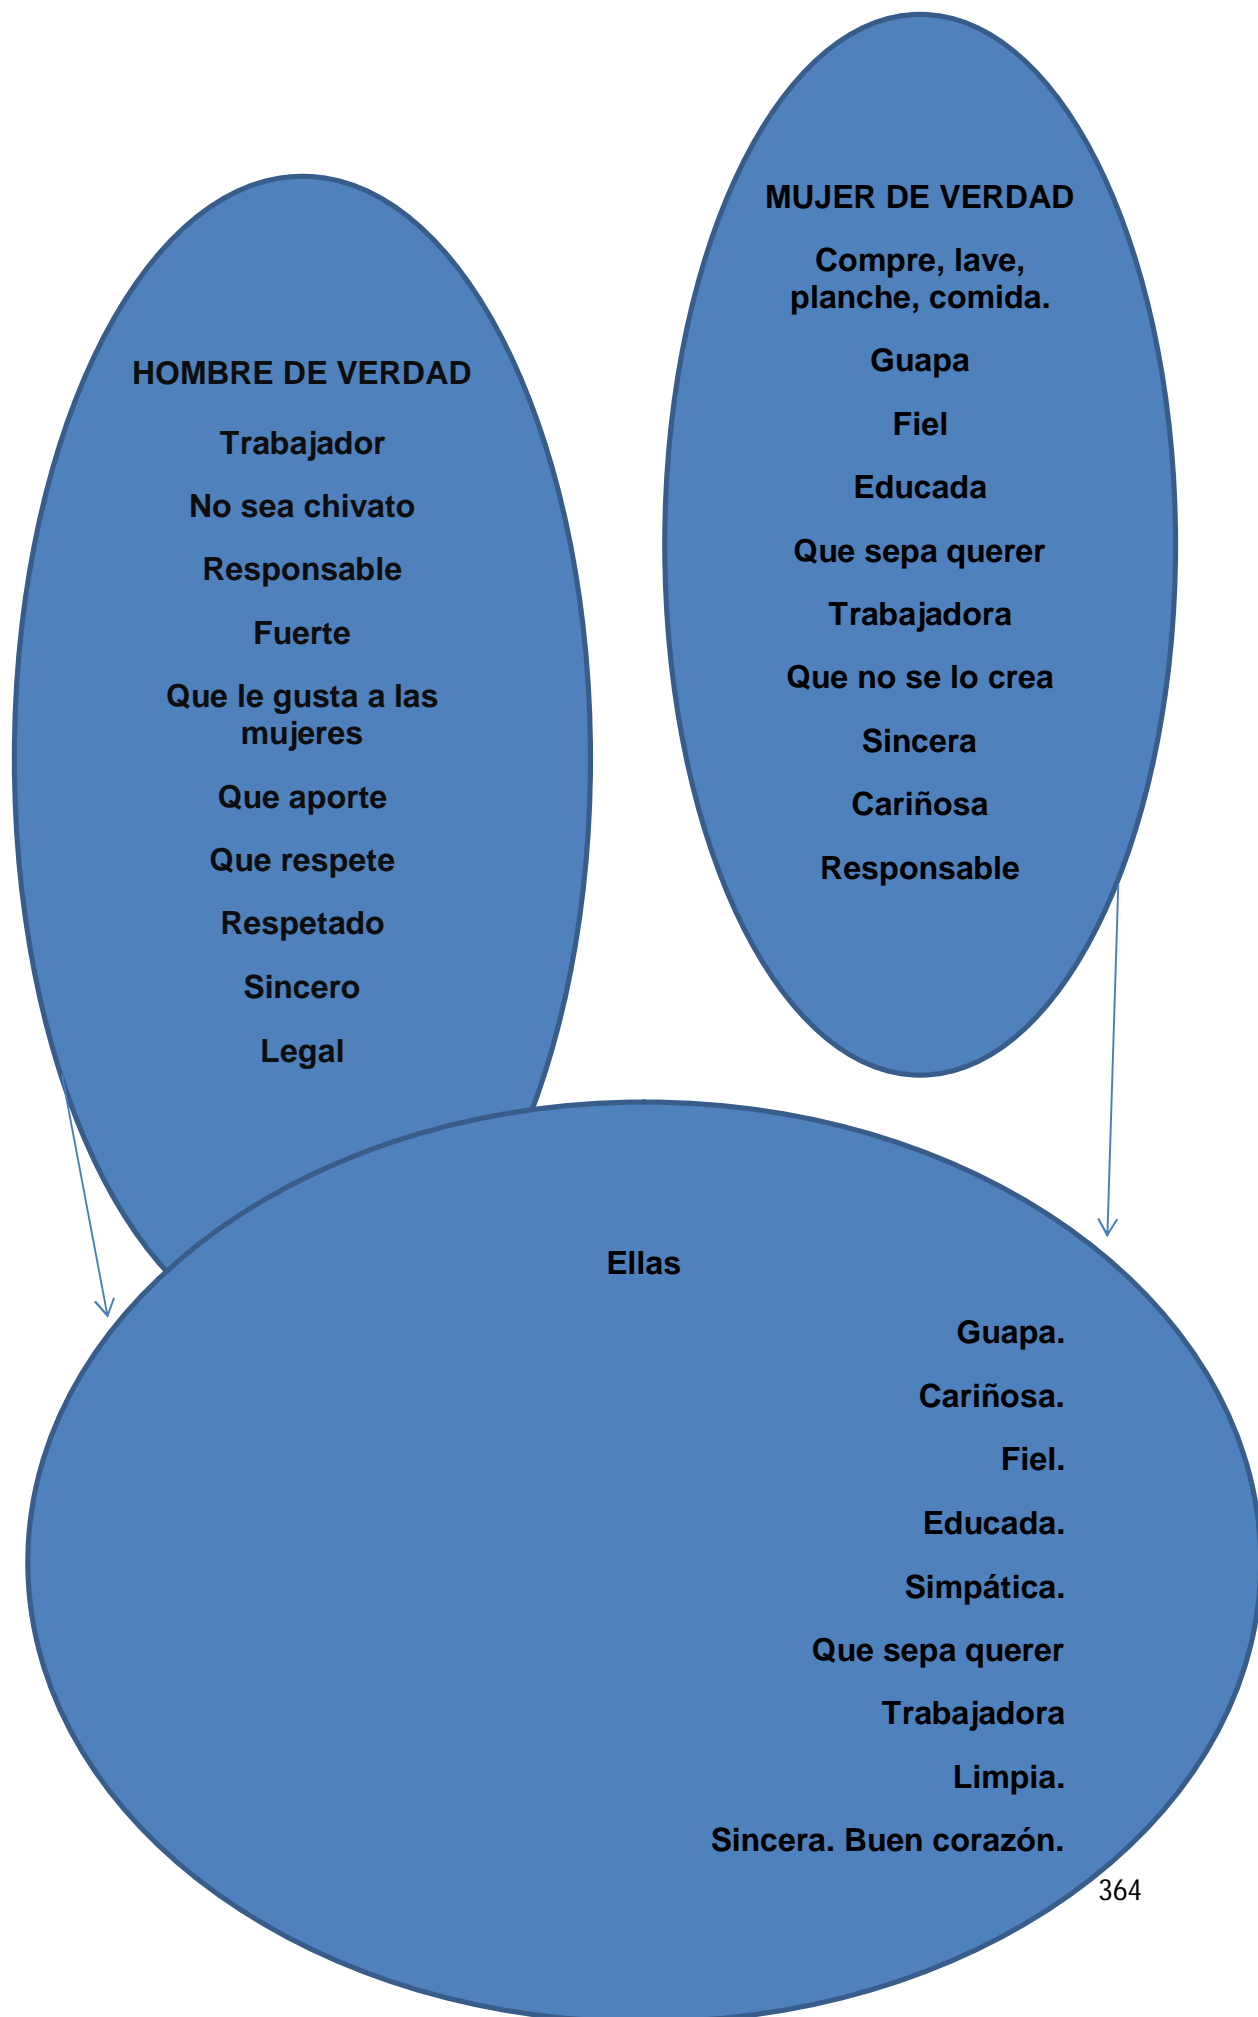 HOMBRE DE VERDAD
Trabajador
No sea chivato
Responsable
Fuerte
Que le gusta a las
mujeres
Que aporte
Que respete
Respetado
Sincero
Legal
MUJER DE VERDAD
Compre, lave,
planche, comida.
Guapa
Fiel
Educada
Que sepa querer
Trabajadora
Que no se lo crea
Sincera
Cariñosa
Responsable
Ellas
Guapa.
Cariñosa.
Fiel.
Educada.
Simpática.
Que sepa querer
Trabajadora
Limpia.
Sincera. Buen corazón.
364